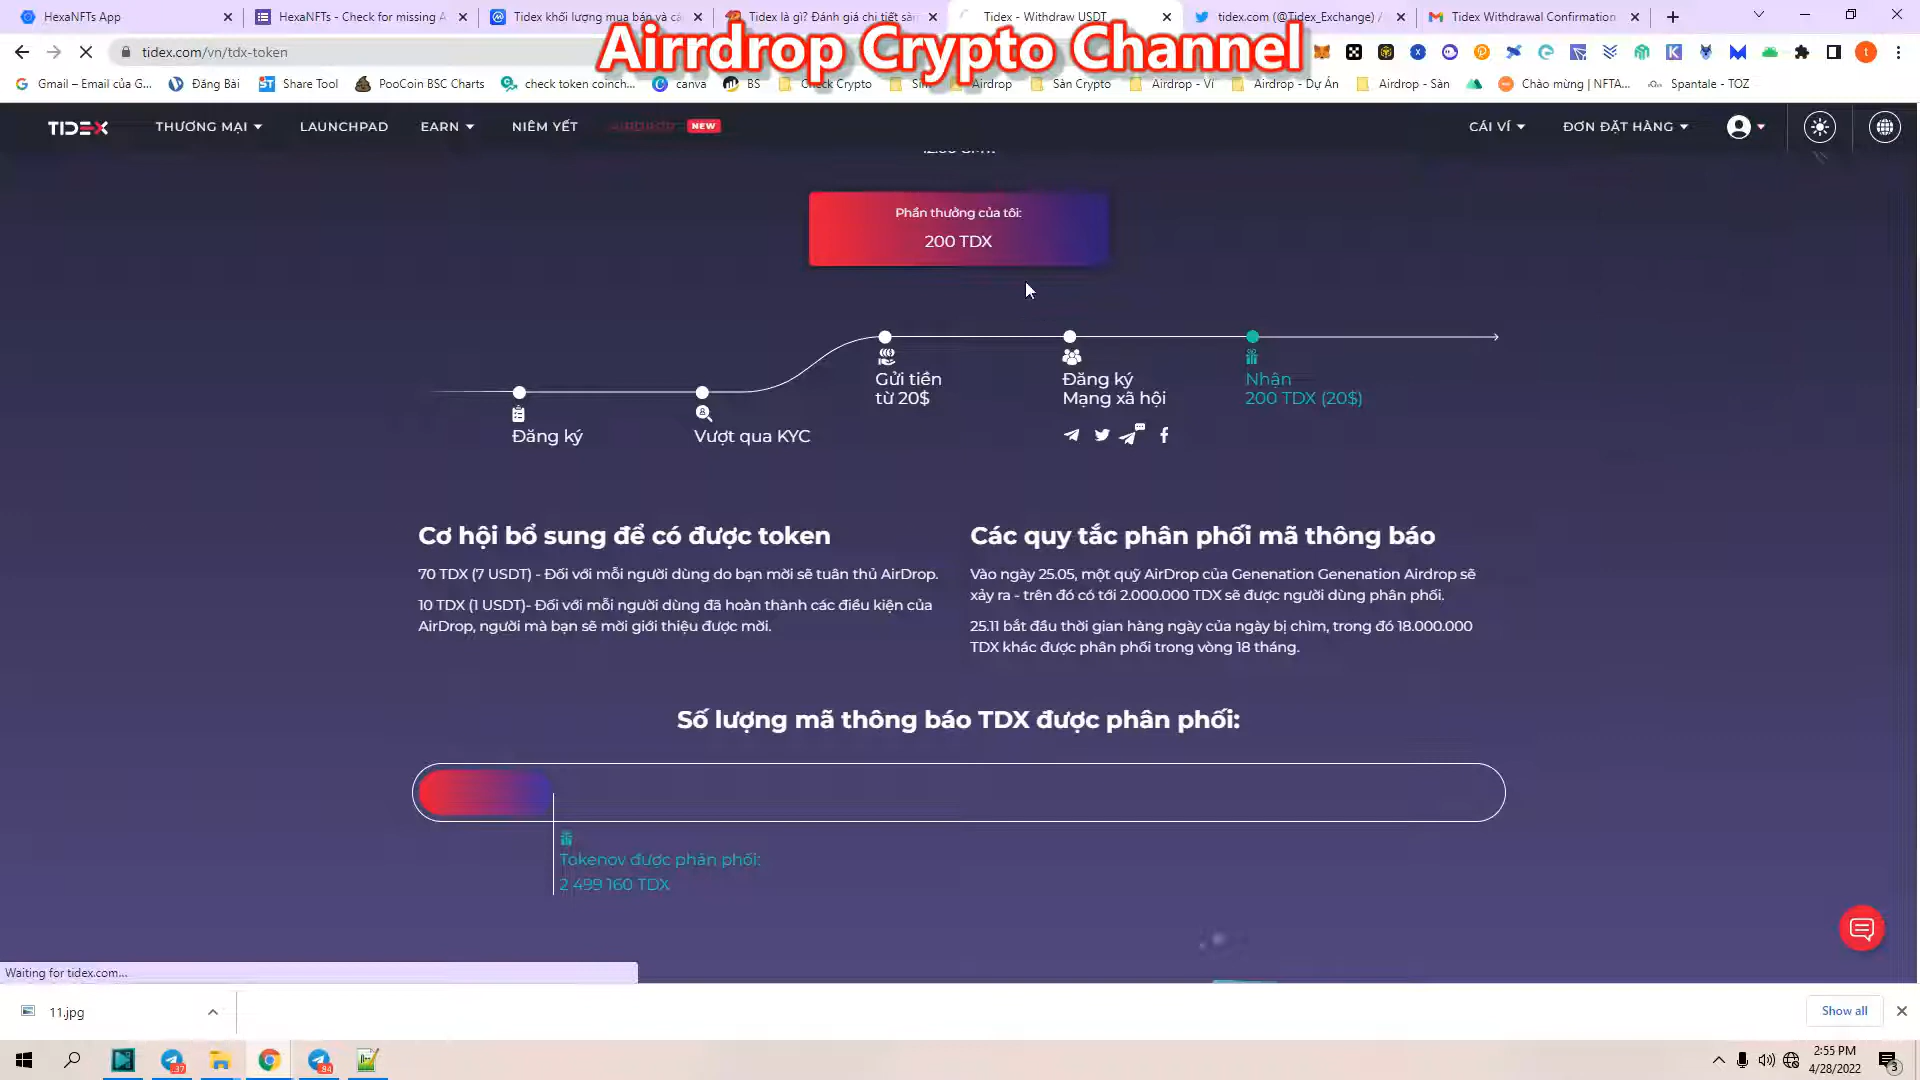 HexaNFTs App
HexaNFTs - Check for missing A
Tidex khối lượng mua bán và cá
Tidex là gì? Đánh giá chi tiết sàn
Tidex - Withdraw USDT
tidex.com (@Tidex_Exchange) /
Tidex Withdrawal Confirmation
tidex.com/vn/tdx-token
Airrdrop Crypto Channel
Gmail – Email của G...
Đăng Bài
Share Tool
PooCoin BSC Charts
check token coinch...
canva
BS
Check Crypto
Airdrop
Sàn Crypto
Airdrop - Ví
Airdrop - Dự Án
Airdrop - Sàn
Chào mừng | NFTA...
Spantale - TOZ
TIDEX
THƯƠNG MẠI
LAUNCHPAD
EARN
NIÊM YẾT
AIRDROP
NEW
CÁI VÍ
ĐƠN ĐẶT HÀNG
Phần thưởng của tôi:
200 TDX
Đăng ký
Vượt qua KYC
Gửi tiền
từ 20$
Đăng ký
Mạng xã hội
Nhận
200 TDX (20$)
Cơ hội bổ sung để có được token
70 TDX (7 USDT) - Đối với mỗi người dùng do bạn mời sẽ tuân thủ AirDrop.
10 TDX (1 USDT)- Đối với mỗi người dùng đã hoàn thành các điều kiện của
AirDrop, người mà bạn sẽ mời giới thiệu được mời.
Các quy tắc phân phối mã thông báo
Vào ngày 25.05, một quỹ AirDrop của Genenation Genenation Airdrop sẽ
xảy ra - trên đó có tới 2.000.000 TDX sẽ được người dùng phân phối.
25.11 bắt đầu thời gian hàng ngày của ngày bị chìm, trong đó 18.000.000
TDX khác được phân phối trong vòng 18 tháng.
Số lượng mã thông báo TDX được phân phối:
Tokenov được phân phối:
2 499 160 TDX
Waiting for tidex.com...
11.jpg
Show all
37
84
2:55 PM
4/28/2022
3